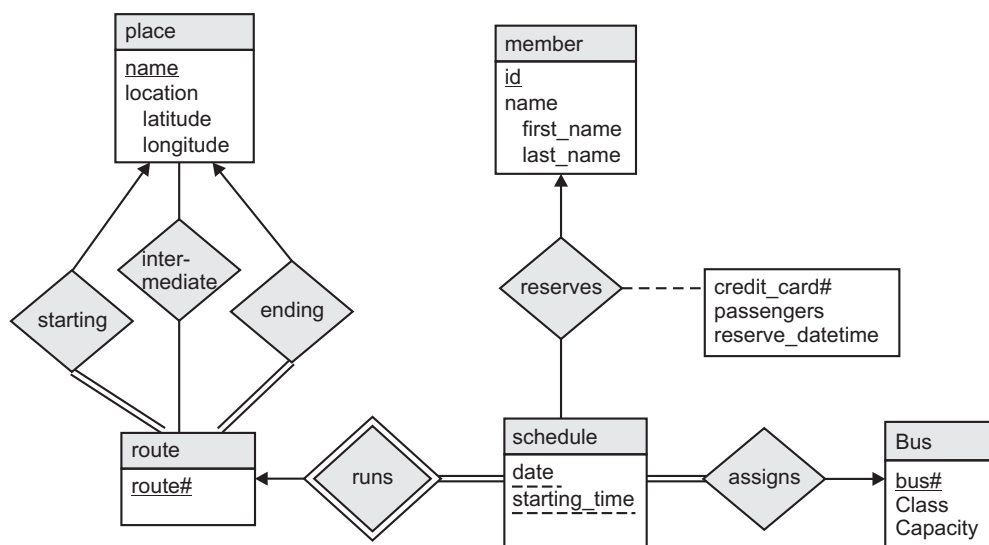 place
name
location
latitude
longitude
member
id
name
first_name
last_name
inter-
mediate
starting
ending
reserves
credit_card#
passengers
reserve_datetime
route
route#
runs
schedule
date
starting_time
assigns
Bus
bus#
Class
Capacity